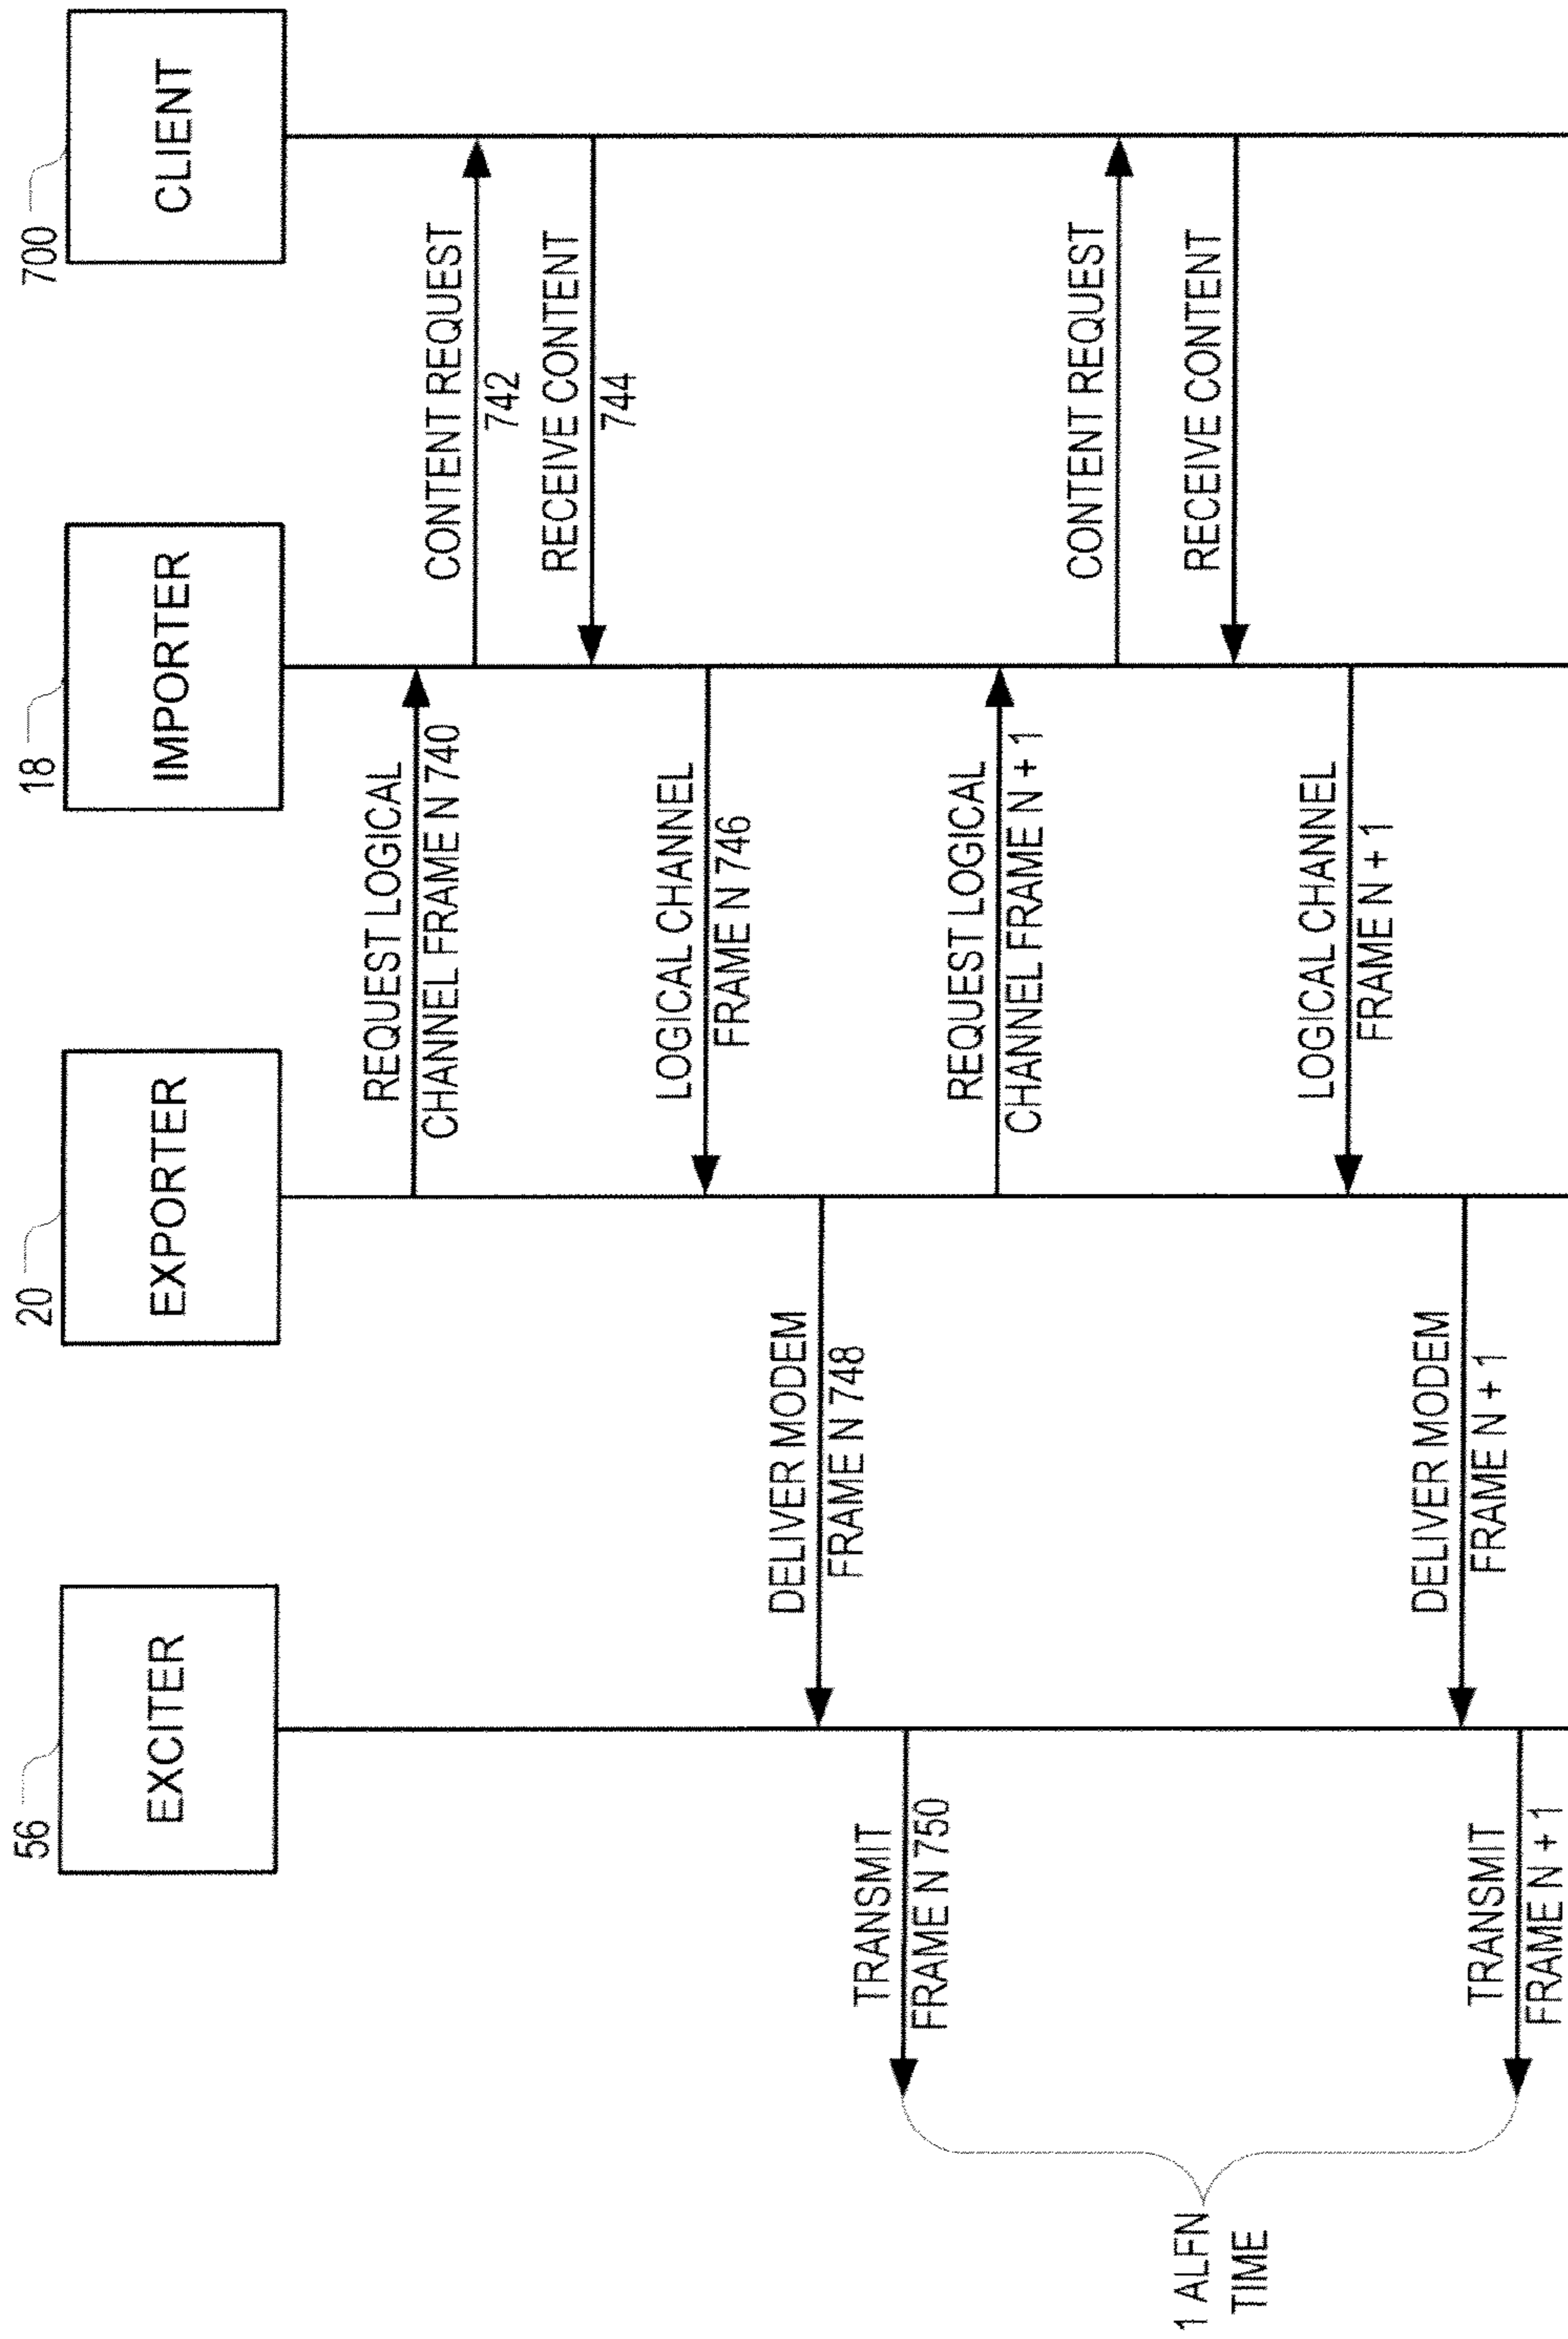 700
CLIENT
18
IMPORTER
20
EXPORTER
56
EXCITER
REQUEST LOGICAL
CHANNEL FRAME N 740
CONTENT REQUEST
742
RECEIVE CONTENT
744
LOGICAL CHANNEL
FRAME N 746
DELIVER MODEM
FRAME N 748
TRANSMIT
FRAME N 750
REQUEST LOGICAL
CHANNEL FRAME N + 1
CONTENT REQUEST
RECEIVE CONTENT
LOGICAL CHANNEL
FRAME N + 1
DELIVER MODEM
FRAME N + 1
TRANSMIT
FRAME N + 1
1 ALFN
TIME